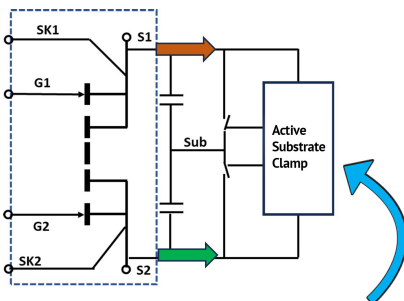 SK1
S1
G1
Sub
Active
Substrate
Clamp
G2
SK2
S2